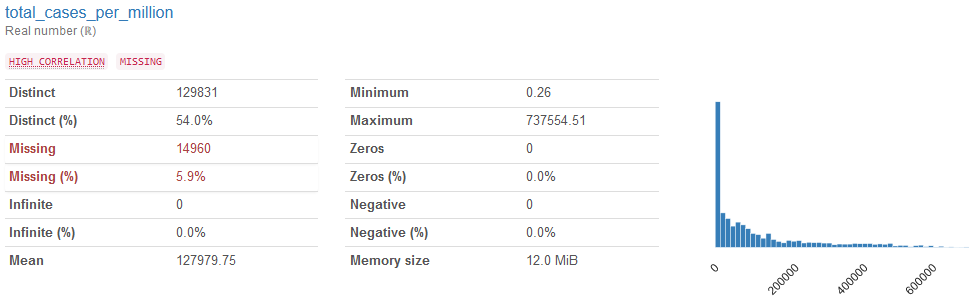 total_cases_per_million
Real number (ℝ)
HIGH CORRELATION MISSING
Distinct 129831
Distinct (%) 54.0%
Missing 14960
Missing (%) 5.9%
Infinite 0
Infinite (%) 0.0%
Mean 127979.75
Minimum 0.26
Maximum 737554.51
Zeros 0
Zeros (%) 0.0%
Negative 0
Negative (%) 0.0%
Memory size 12.0 MiB
0
200000
400000
600000